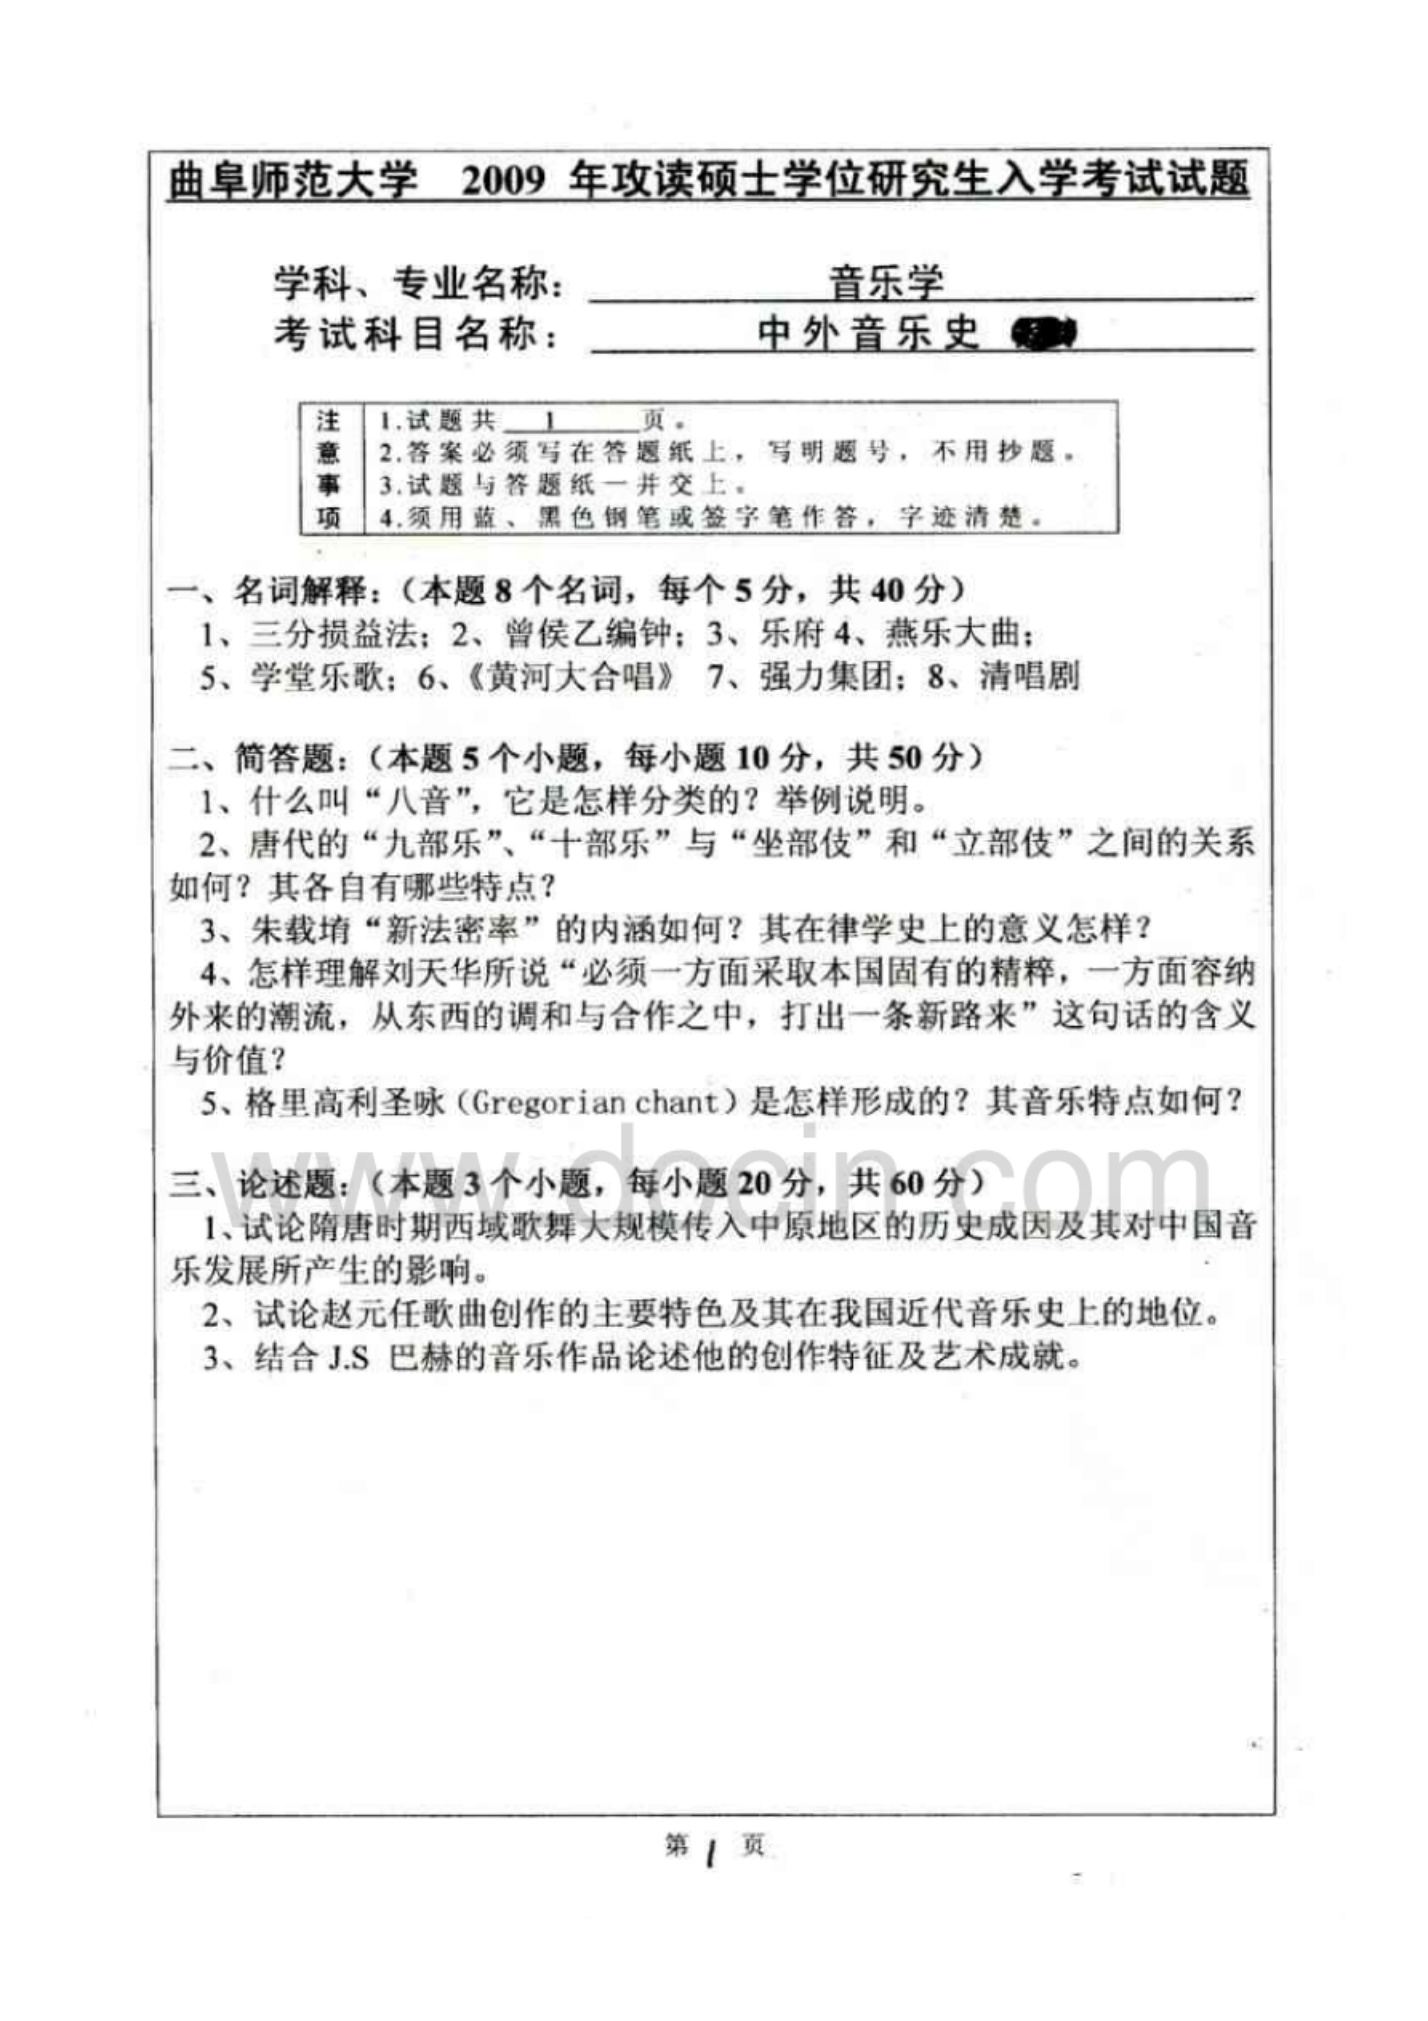 曲阜师范大学 2009 年攻读硕士学位研究生入学考试试题
学科、专业名称: 音乐学
考试科目名称: 中外音乐史
注意事项
1.试题共 1 页。
2.答案必须写在答题纸上,写明题号,不用抄题。
3.试题与答题纸一并交上。
4.须用蓝、黑色钢笔或签字笔作答,字迹清楚。
一、名词解释:(本题 8 个名词,每个 5 分,共 40 分)
1、三分损益法;2、曾侯乙编钟;3、乐府 4、燕乐大曲;
5、学堂乐歌;6、《黄河大合唱》 7、强力集团;8、清唱剧
二、简答题:(本题 5 个小题,每小题 10 分,共 50 分)
1、什么叫“八音”,它是怎样分类的?举例说明。
2、唐代的“九部乐”、“十部乐”与“坐部伎”和“立部伎”之间的关系
如何?其各自有哪些特点?
3、朱载堉“新法密率”的内涵如何?其在律学史上的意义怎样?
4、怎样理解刘天华所说“必须一方面采取本国固有的精粹,一方面容纳
外来的潮流,从东西的调和与合作之中,打出一条新路来”这句话的含义
与价值?
5、格里高利圣咏(Gregorian chant)是怎样形成的?其音乐特点如何?
www.docin.com
三、论述题:(本题 3 个小题,每小题 20 分,共 60 分)
1、试论隋唐时期西域歌舞大规模传入中原地区的历史成因及其对中国音
乐发展所产生的影响。
2、试论赵元任歌曲创作的主要特色及其在我国近代音乐史上的地位。
3、结合 J.S 巴赫的音乐作品论述他的创作特征及艺术成就。
第 1 页